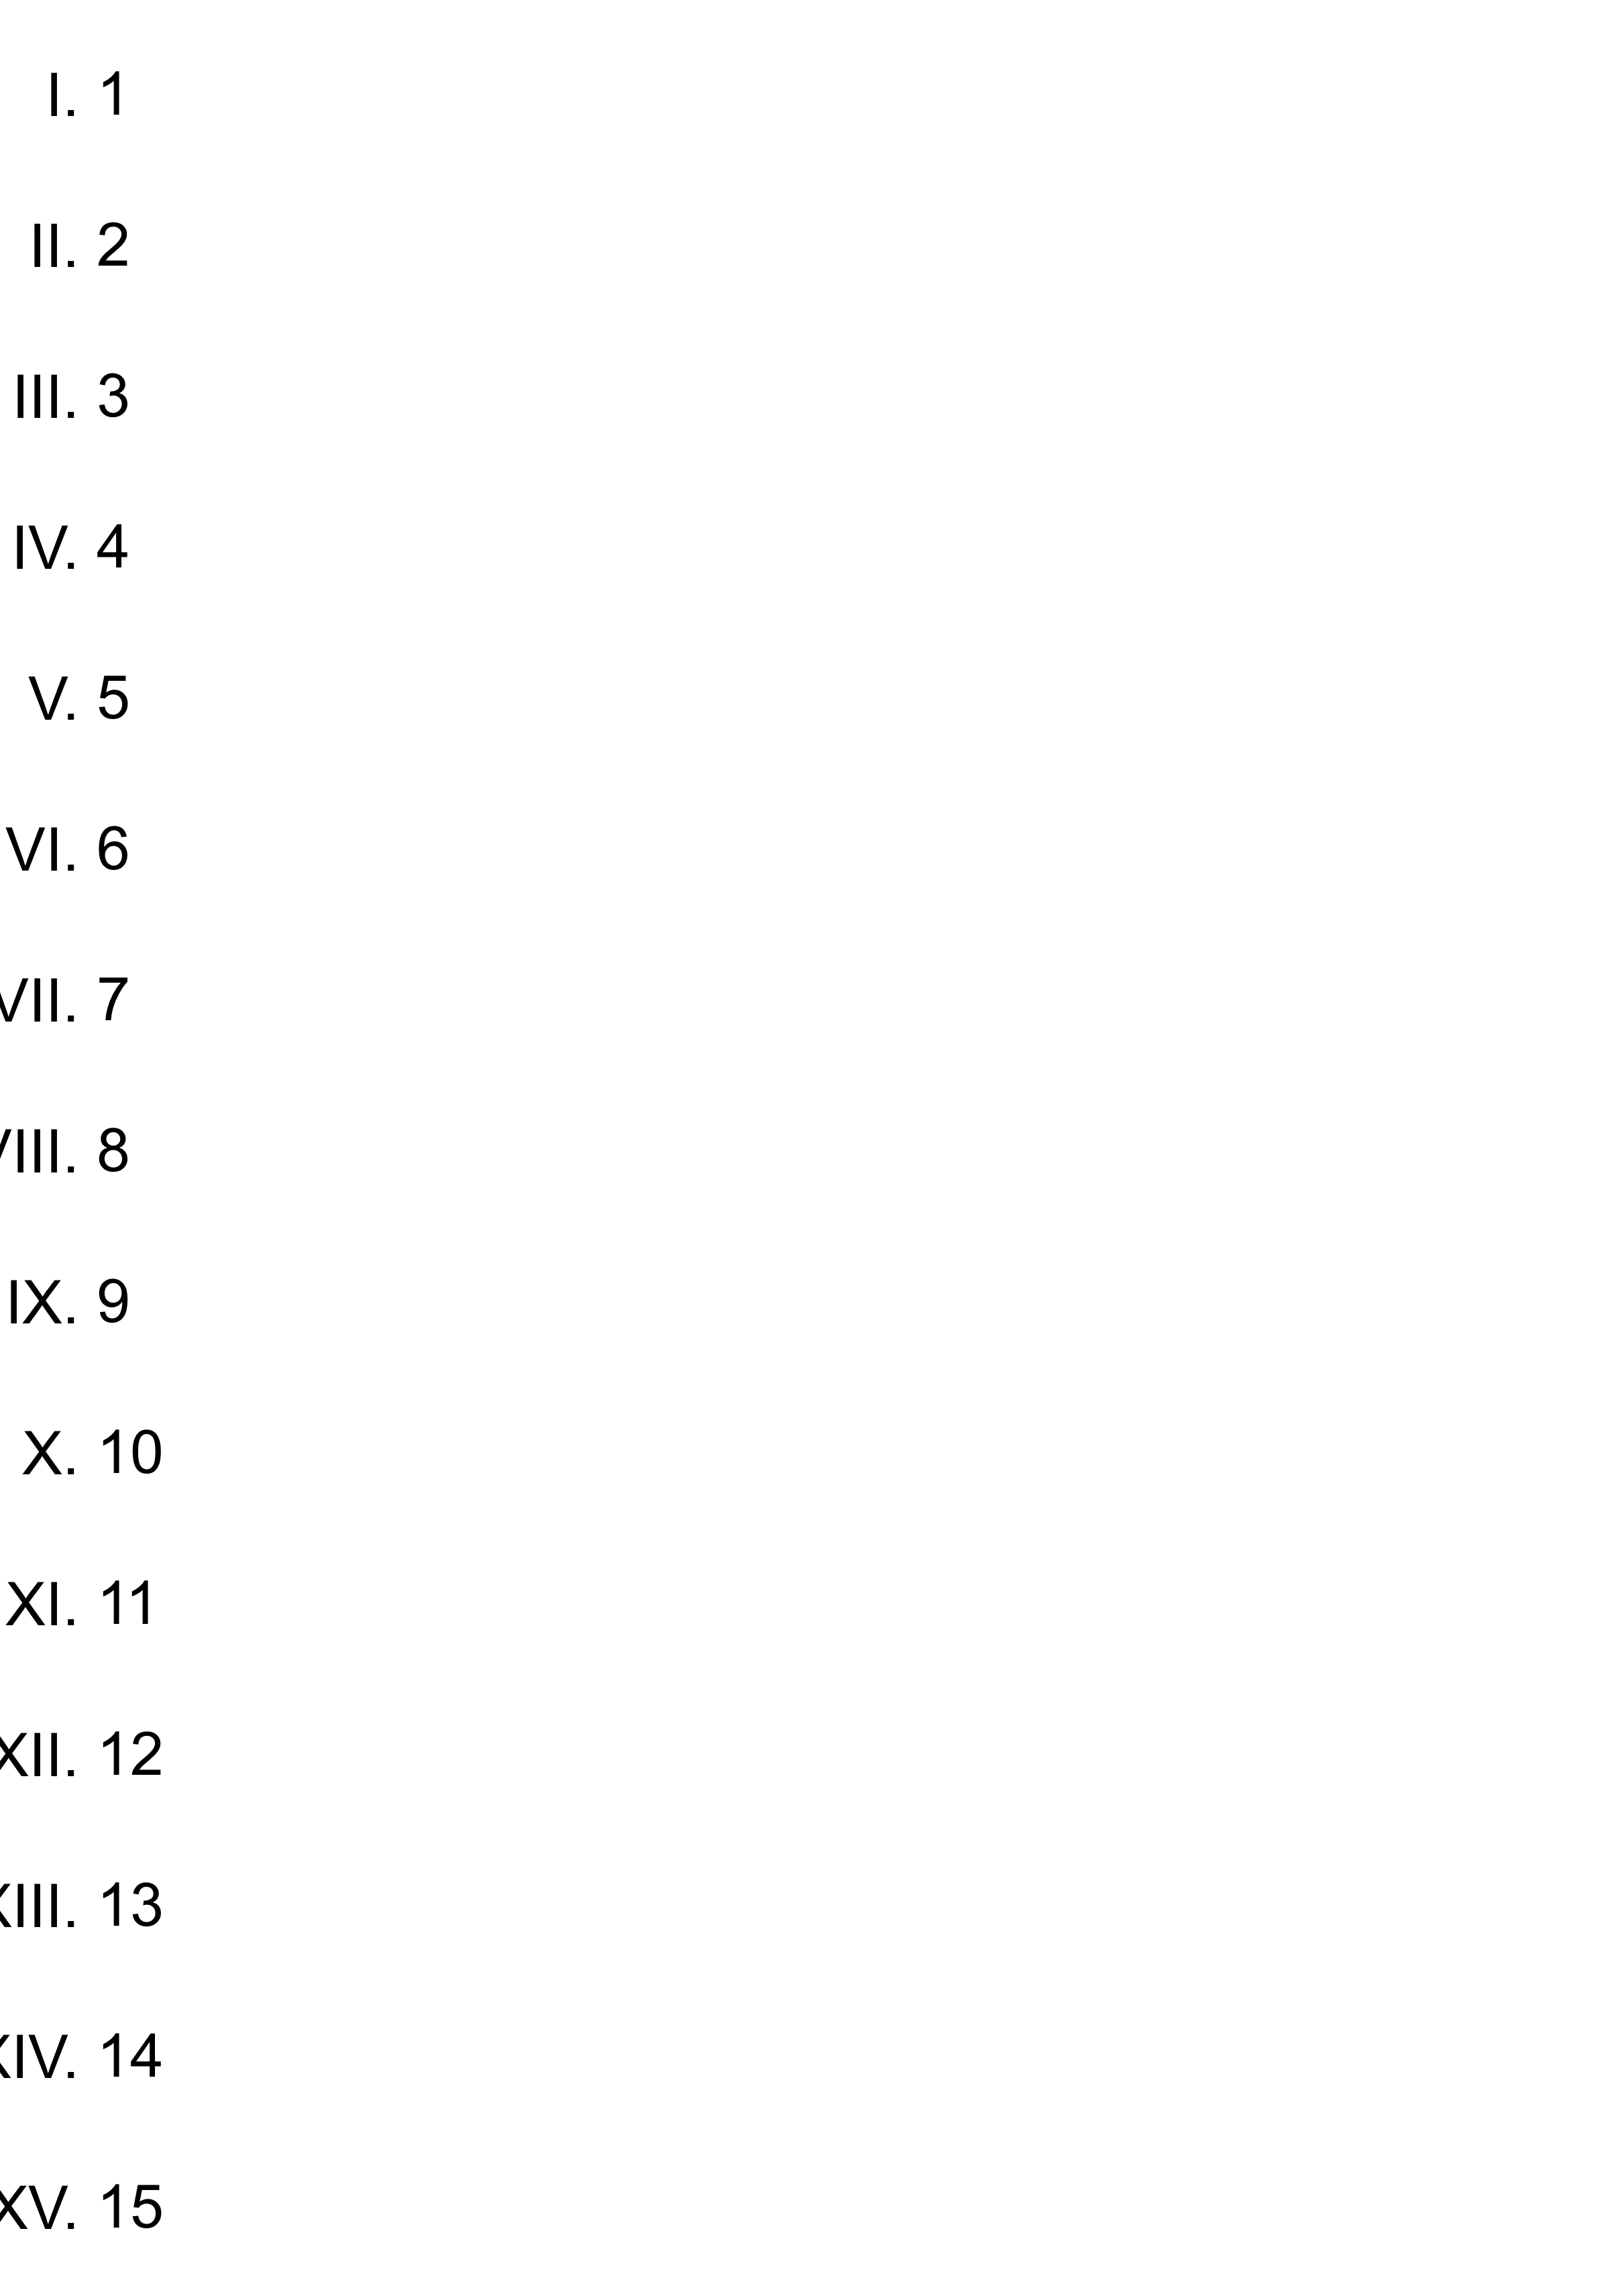 I. 1
II. 2
III. 3
IV. 4
V. 5
VI. 6
VII. 7
VIII. 8
IX. 9
X. 10
XI. 11
XII. 12
XIII. 13
XIV. 14
XV. 15